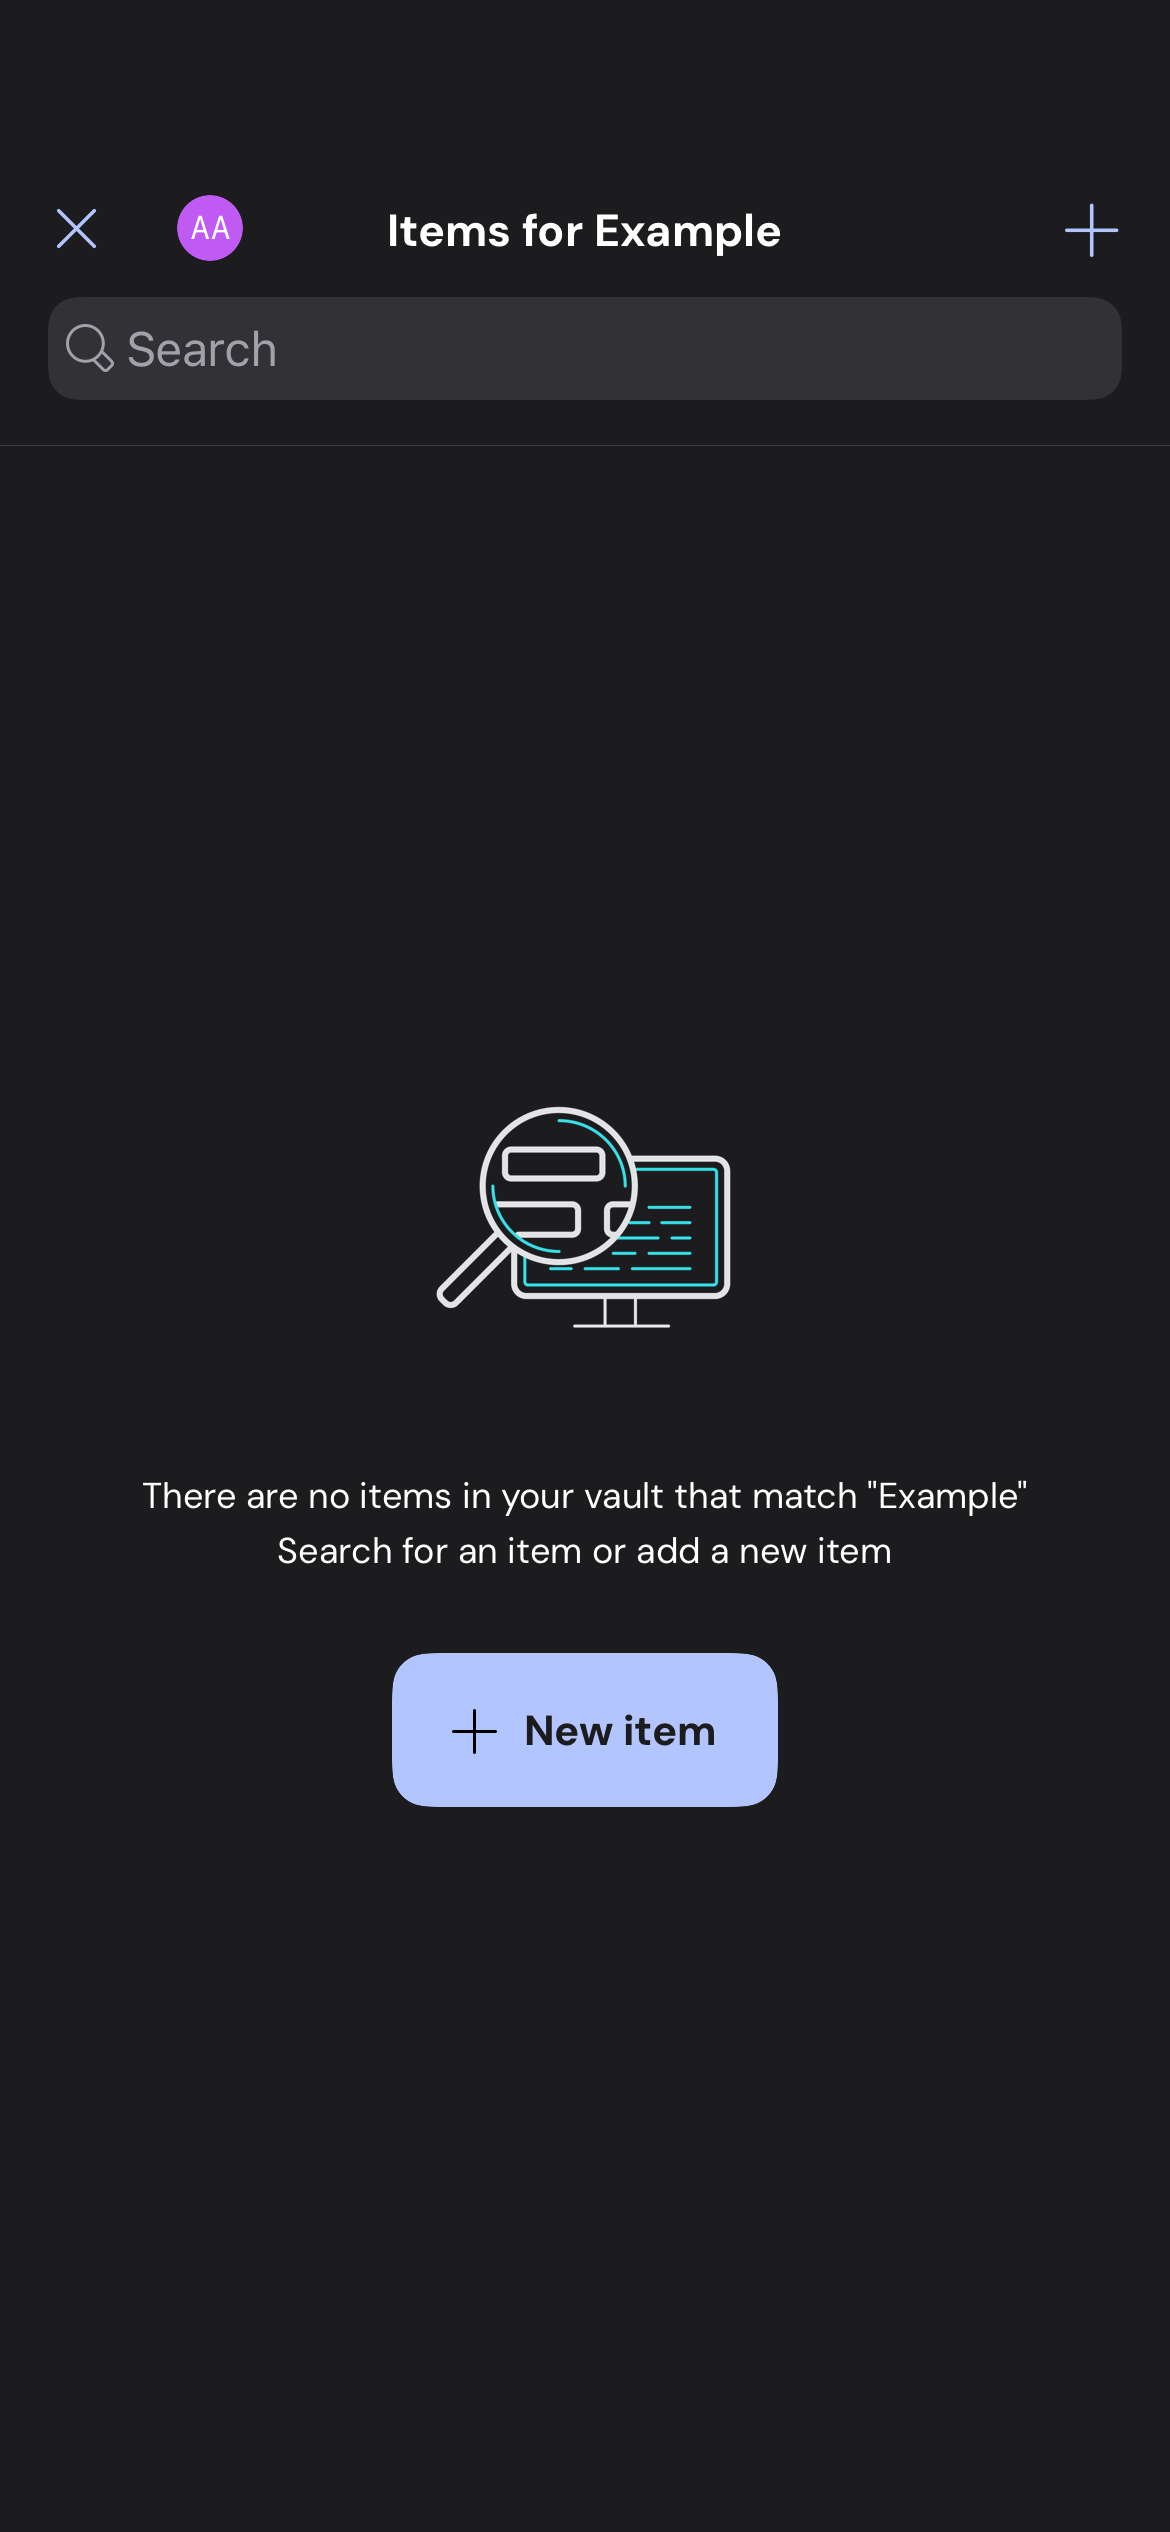 AA
Items for Example
Search
There are no items in your vault that match "Example"
Search for an item or add a new item
New item